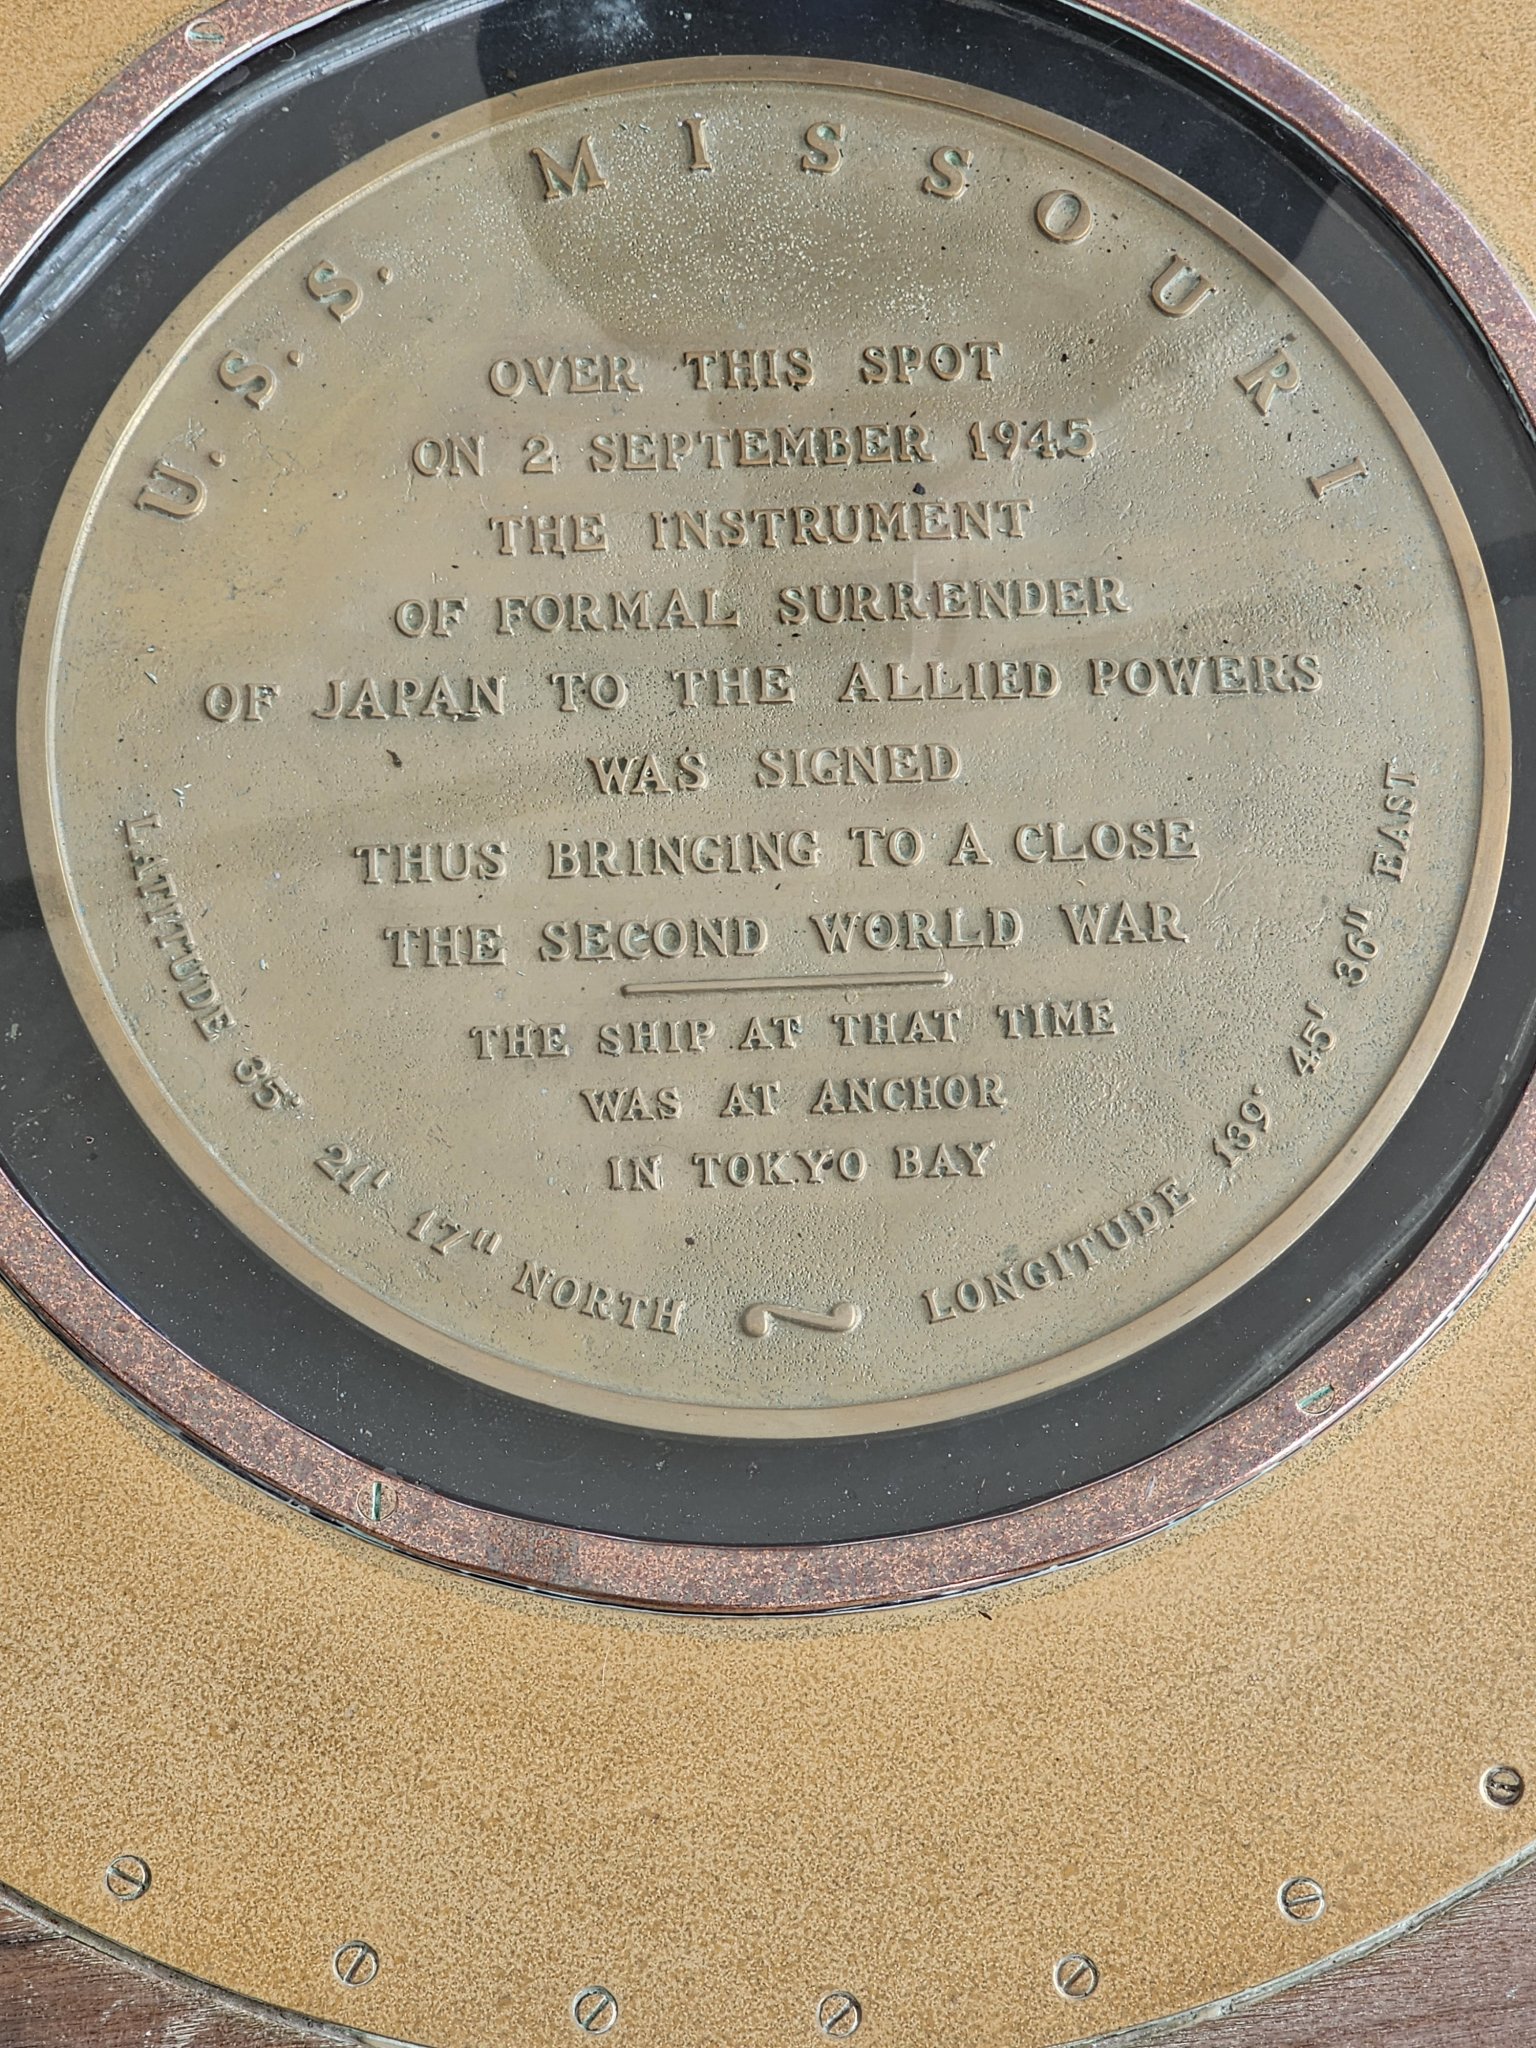 U.S.S. MISSOURI
OVER THIS SPOT
ON 2 SEPTEMBER 1945
THE INSTRUMENT
OF FORMAL SURRENDER
OF JAPAN TO THE ALLIED POWERS
WAS SIGNED
THUS BRINGING TO A CLOSE
THE SECOND WORLD WAR
THE SHIP AT THAT TIME
WAS AT ANCHOR
IN TOKYO BAY
LATITUDE 35° 21' 17" NORTH ~ LONGITUDE 139° 45' 36" EAST